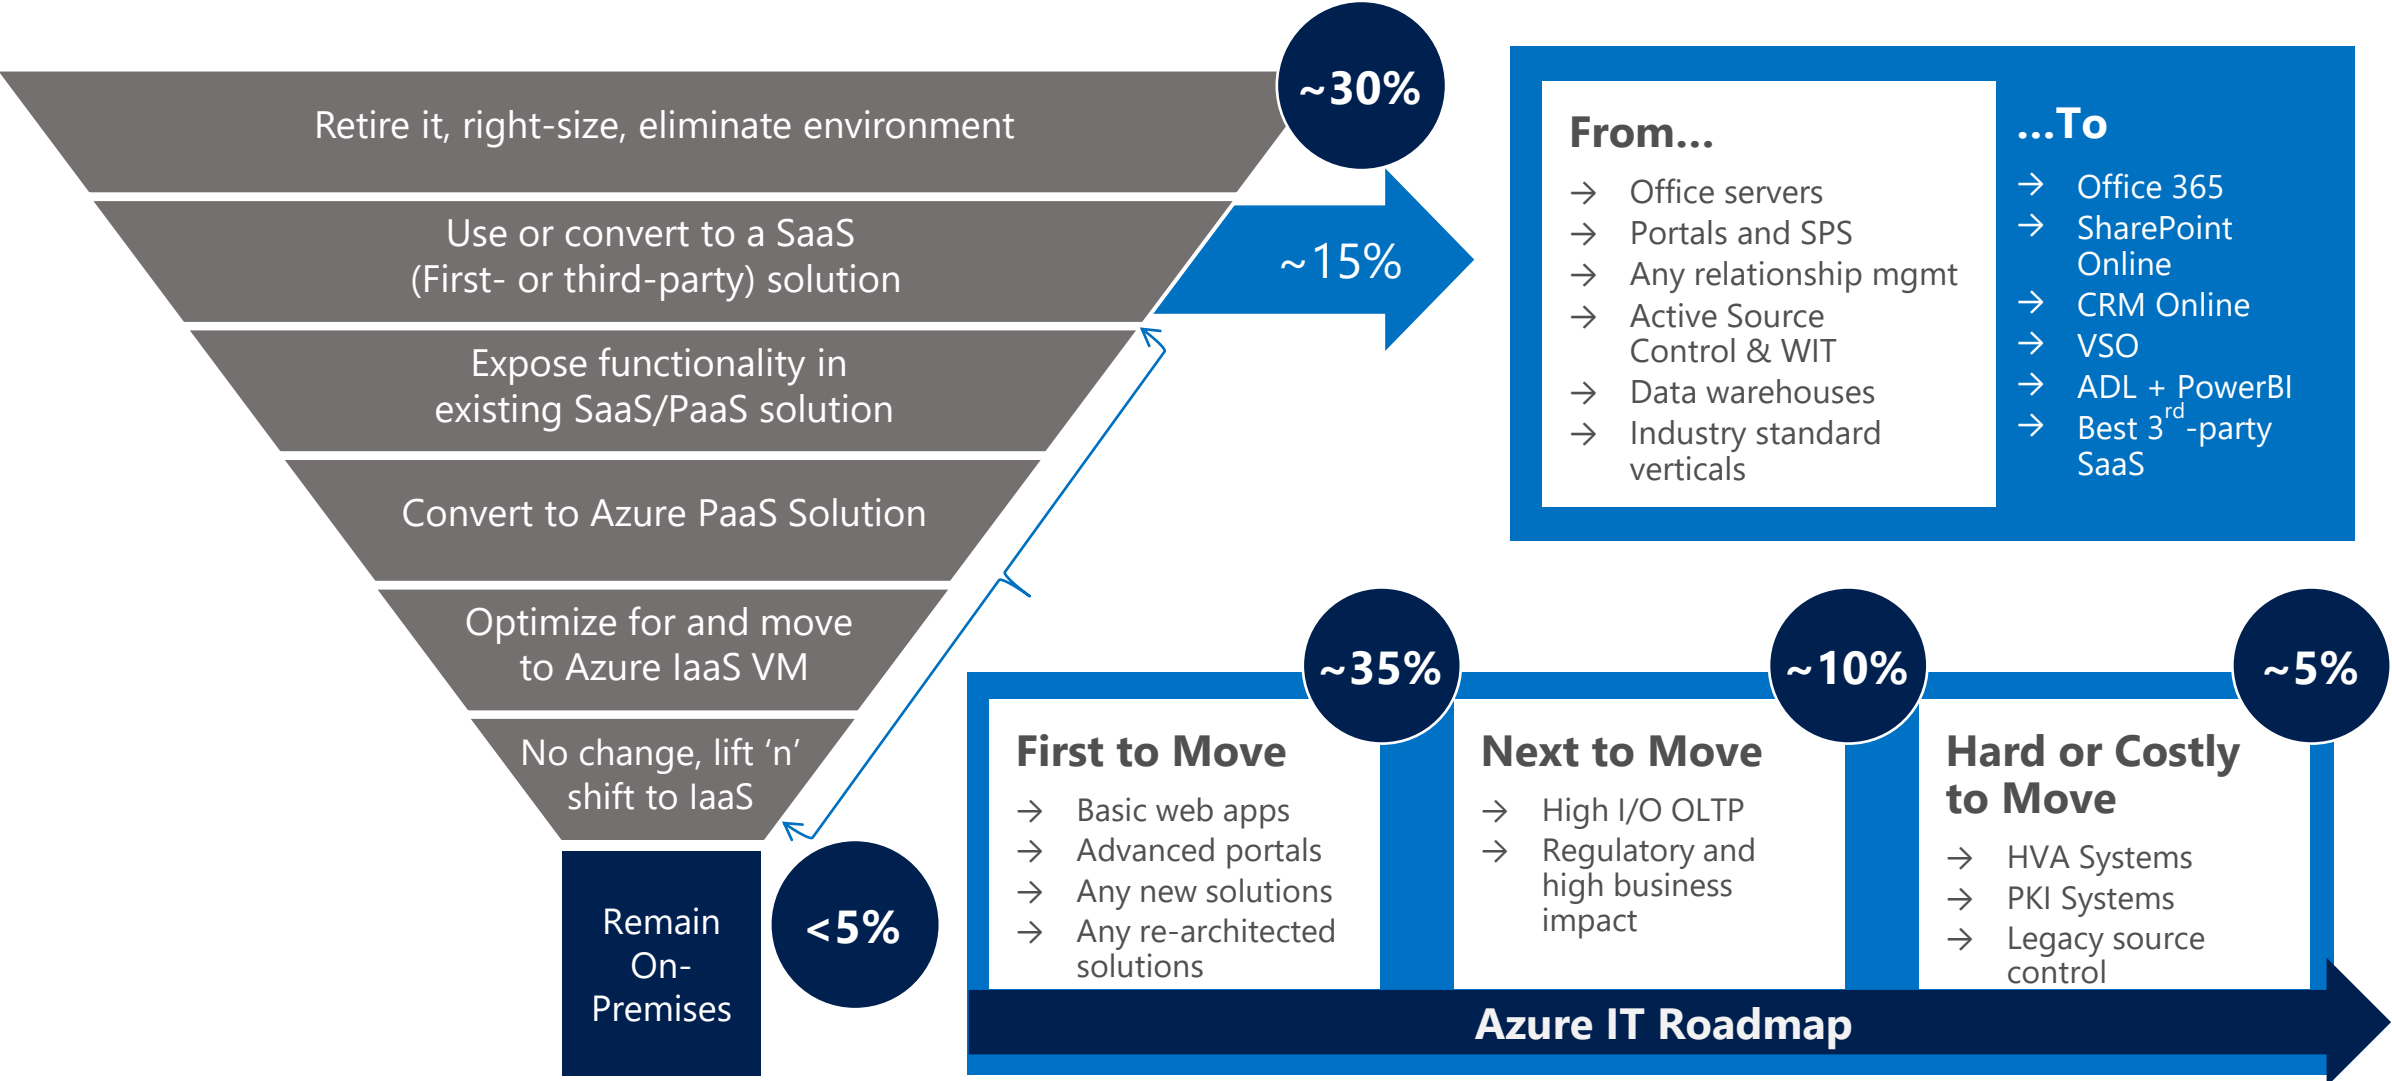 Retire it, right-size, eliminate environment
~30%
Use or convert to a SaaS
(First- or third-party) solution
~15%
Expose functionality in
existing SaaS/PaaS solution
Convert to Azure PaaS Solution
Optimize for and move
to Azure IaaS VM
No change, lift ‘n’
shift to IaaS
Remain
On-
Premises
<5%
From...
→ Office servers
→ Portals and SPS
→ Any relationship mgmt
→ Active Source
Control & WIT
→ Data warehouses
→ Industry standard
verticals
...To
→ Office 365
→ SharePoint
Online
→ CRM Online
→ VSO
→ ADL + PowerBI
→ Best 3rd-party
SaaS
~35%
First to Move
→ Basic web apps
→ Advanced portals
→ Any new solutions
→ Any re-architected
solutions
~10%
Next to Move
→ High I/O OLTP
→ Regulatory and
high business
impact
~5%
Hard or Costly
to Move
→ HVA Systems
→ PKI Systems
→ Legacy source
control
Azure IT Roadmap